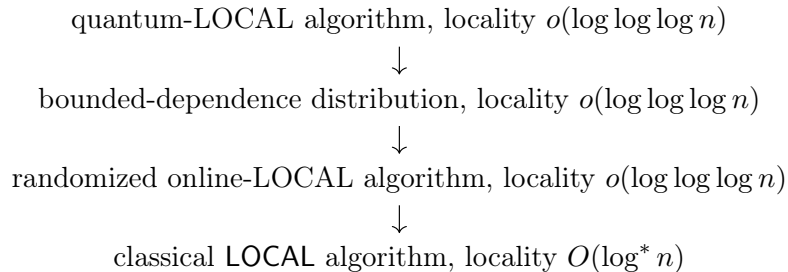 quantum-LOCAL algorithm, locality o(log log log n)
↓
bounded-dependence distribution, locality o(log log log n)
↓
randomized online-LOCAL algorithm, locality o(log log log n)
↓
classical LOCAL algorithm, locality O(log* n)